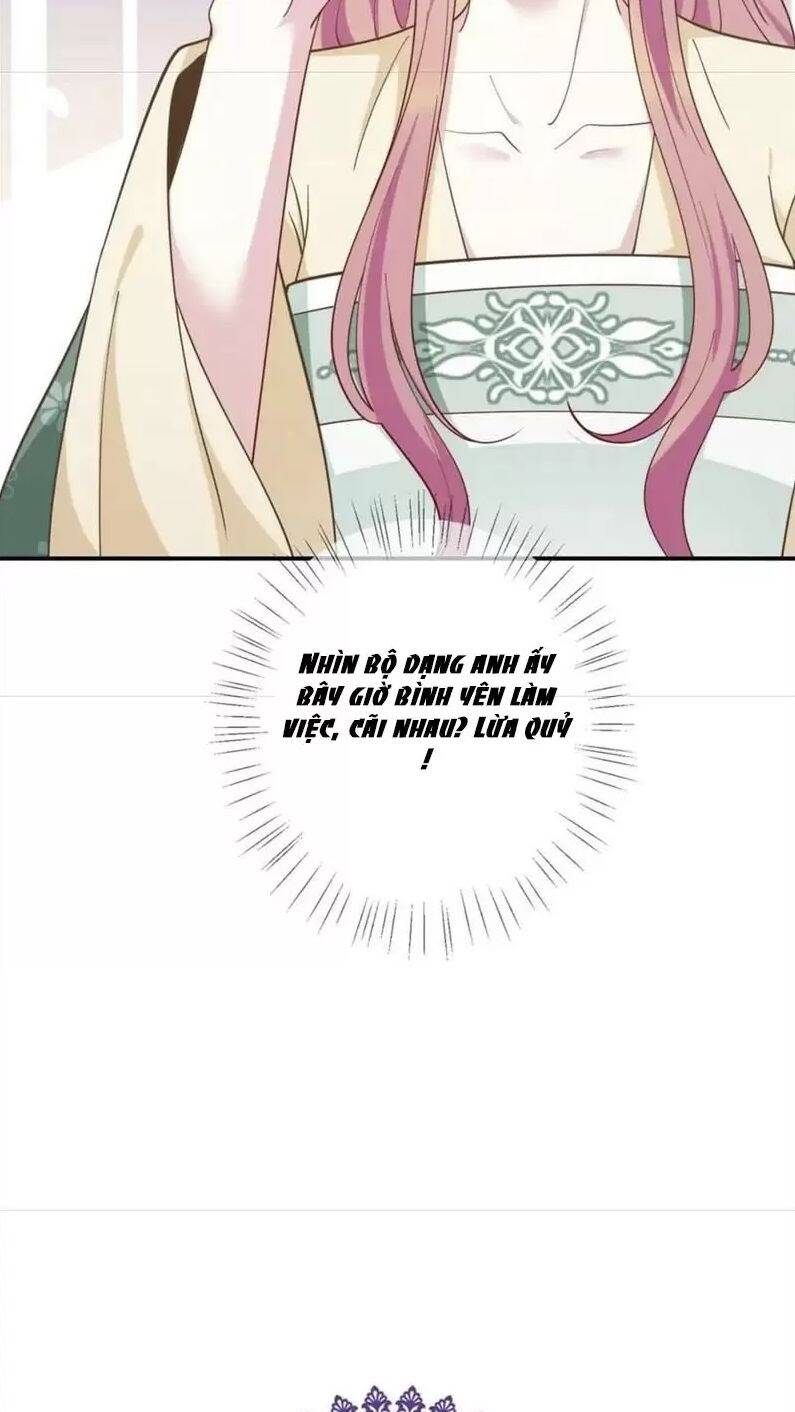 NHÌN BỘ DẠNG ANH ẤY
BÂY GIỜ BÌNH YÊN LÀM
VIỆC, CÃI NHAU? LỪA QUỶ
!